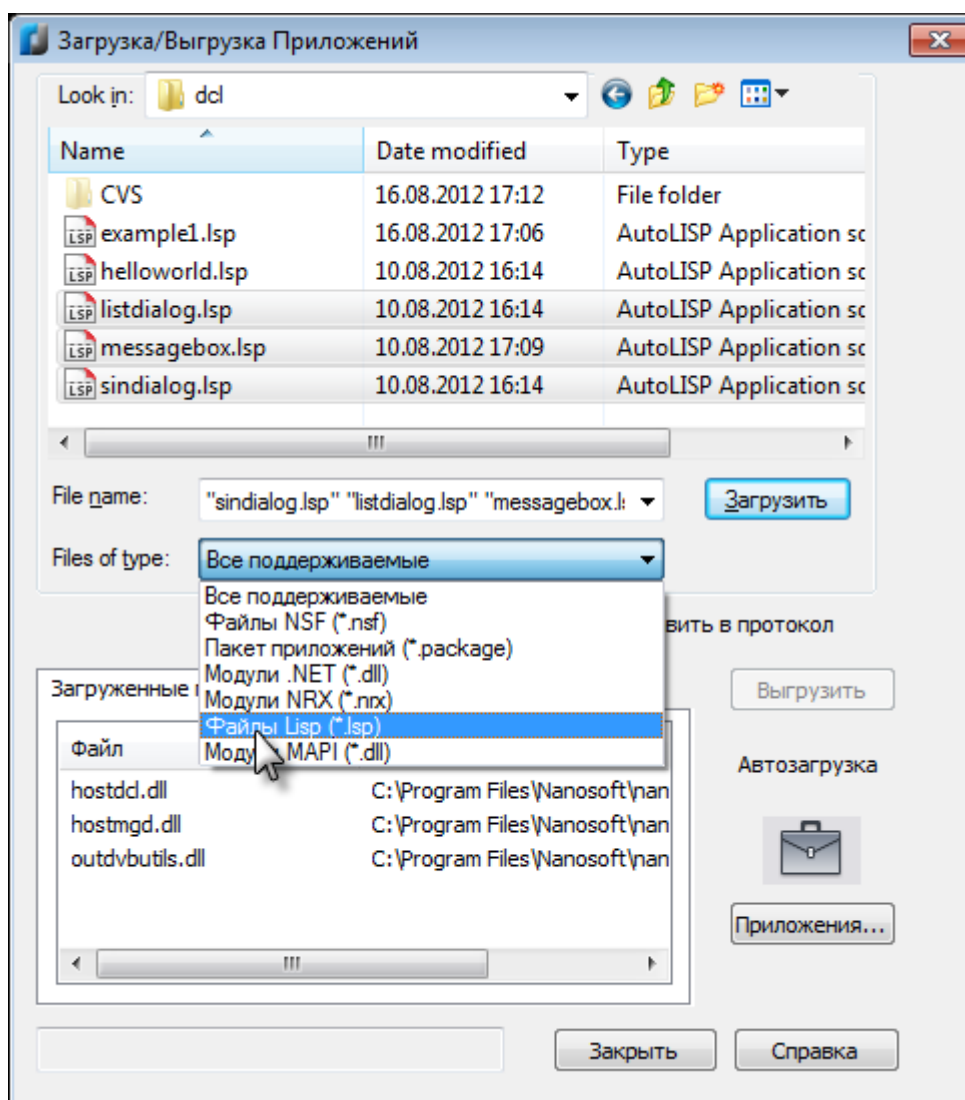 Загрузка/Выгрузка Приложений
Look in: dcl
Name Date modified Type
CVS 16.08.2012 17:12 File folder
LSP example1.lsp 16.08.2012 17:06 AutoLISP Application sc
LSP helloworld.lsp 10.08.2012 16:14 AutoLISP Application sc
LSP listdialog.lsp 10.08.2012 16:14 AutoLISP Application sc
LSP messagebox.lsp 10.08.2012 17:09 AutoLISP Application sc
LSP sindialog.lsp 10.08.2012 16:14 AutoLISP Application sc
File name: "sindialog.lsp" "listdialog.lsp" "messagebox.l Загрузить
Files of type: Все поддерживаемые
Все поддерживаемые
Файлы NSF (*.nsf)
вить в протокол
Пакет приложений (*.package)
Модули .NET (*.dll)
Загруженные Выгрузить
Модули NRX (*.nrx)
Файлы Lisp (*.lsp)
Файл
Модул MAPI (*.dll)
Автозагрузка
hostdcl.dll C:\Program Files\Nanosoft\nan
hostmgd.dll C:\Program Files\Nanosoft\nan
outdvbutils.dll C:\Program Files\Nanosoft\nan
Приложения...
Закрыть Справка